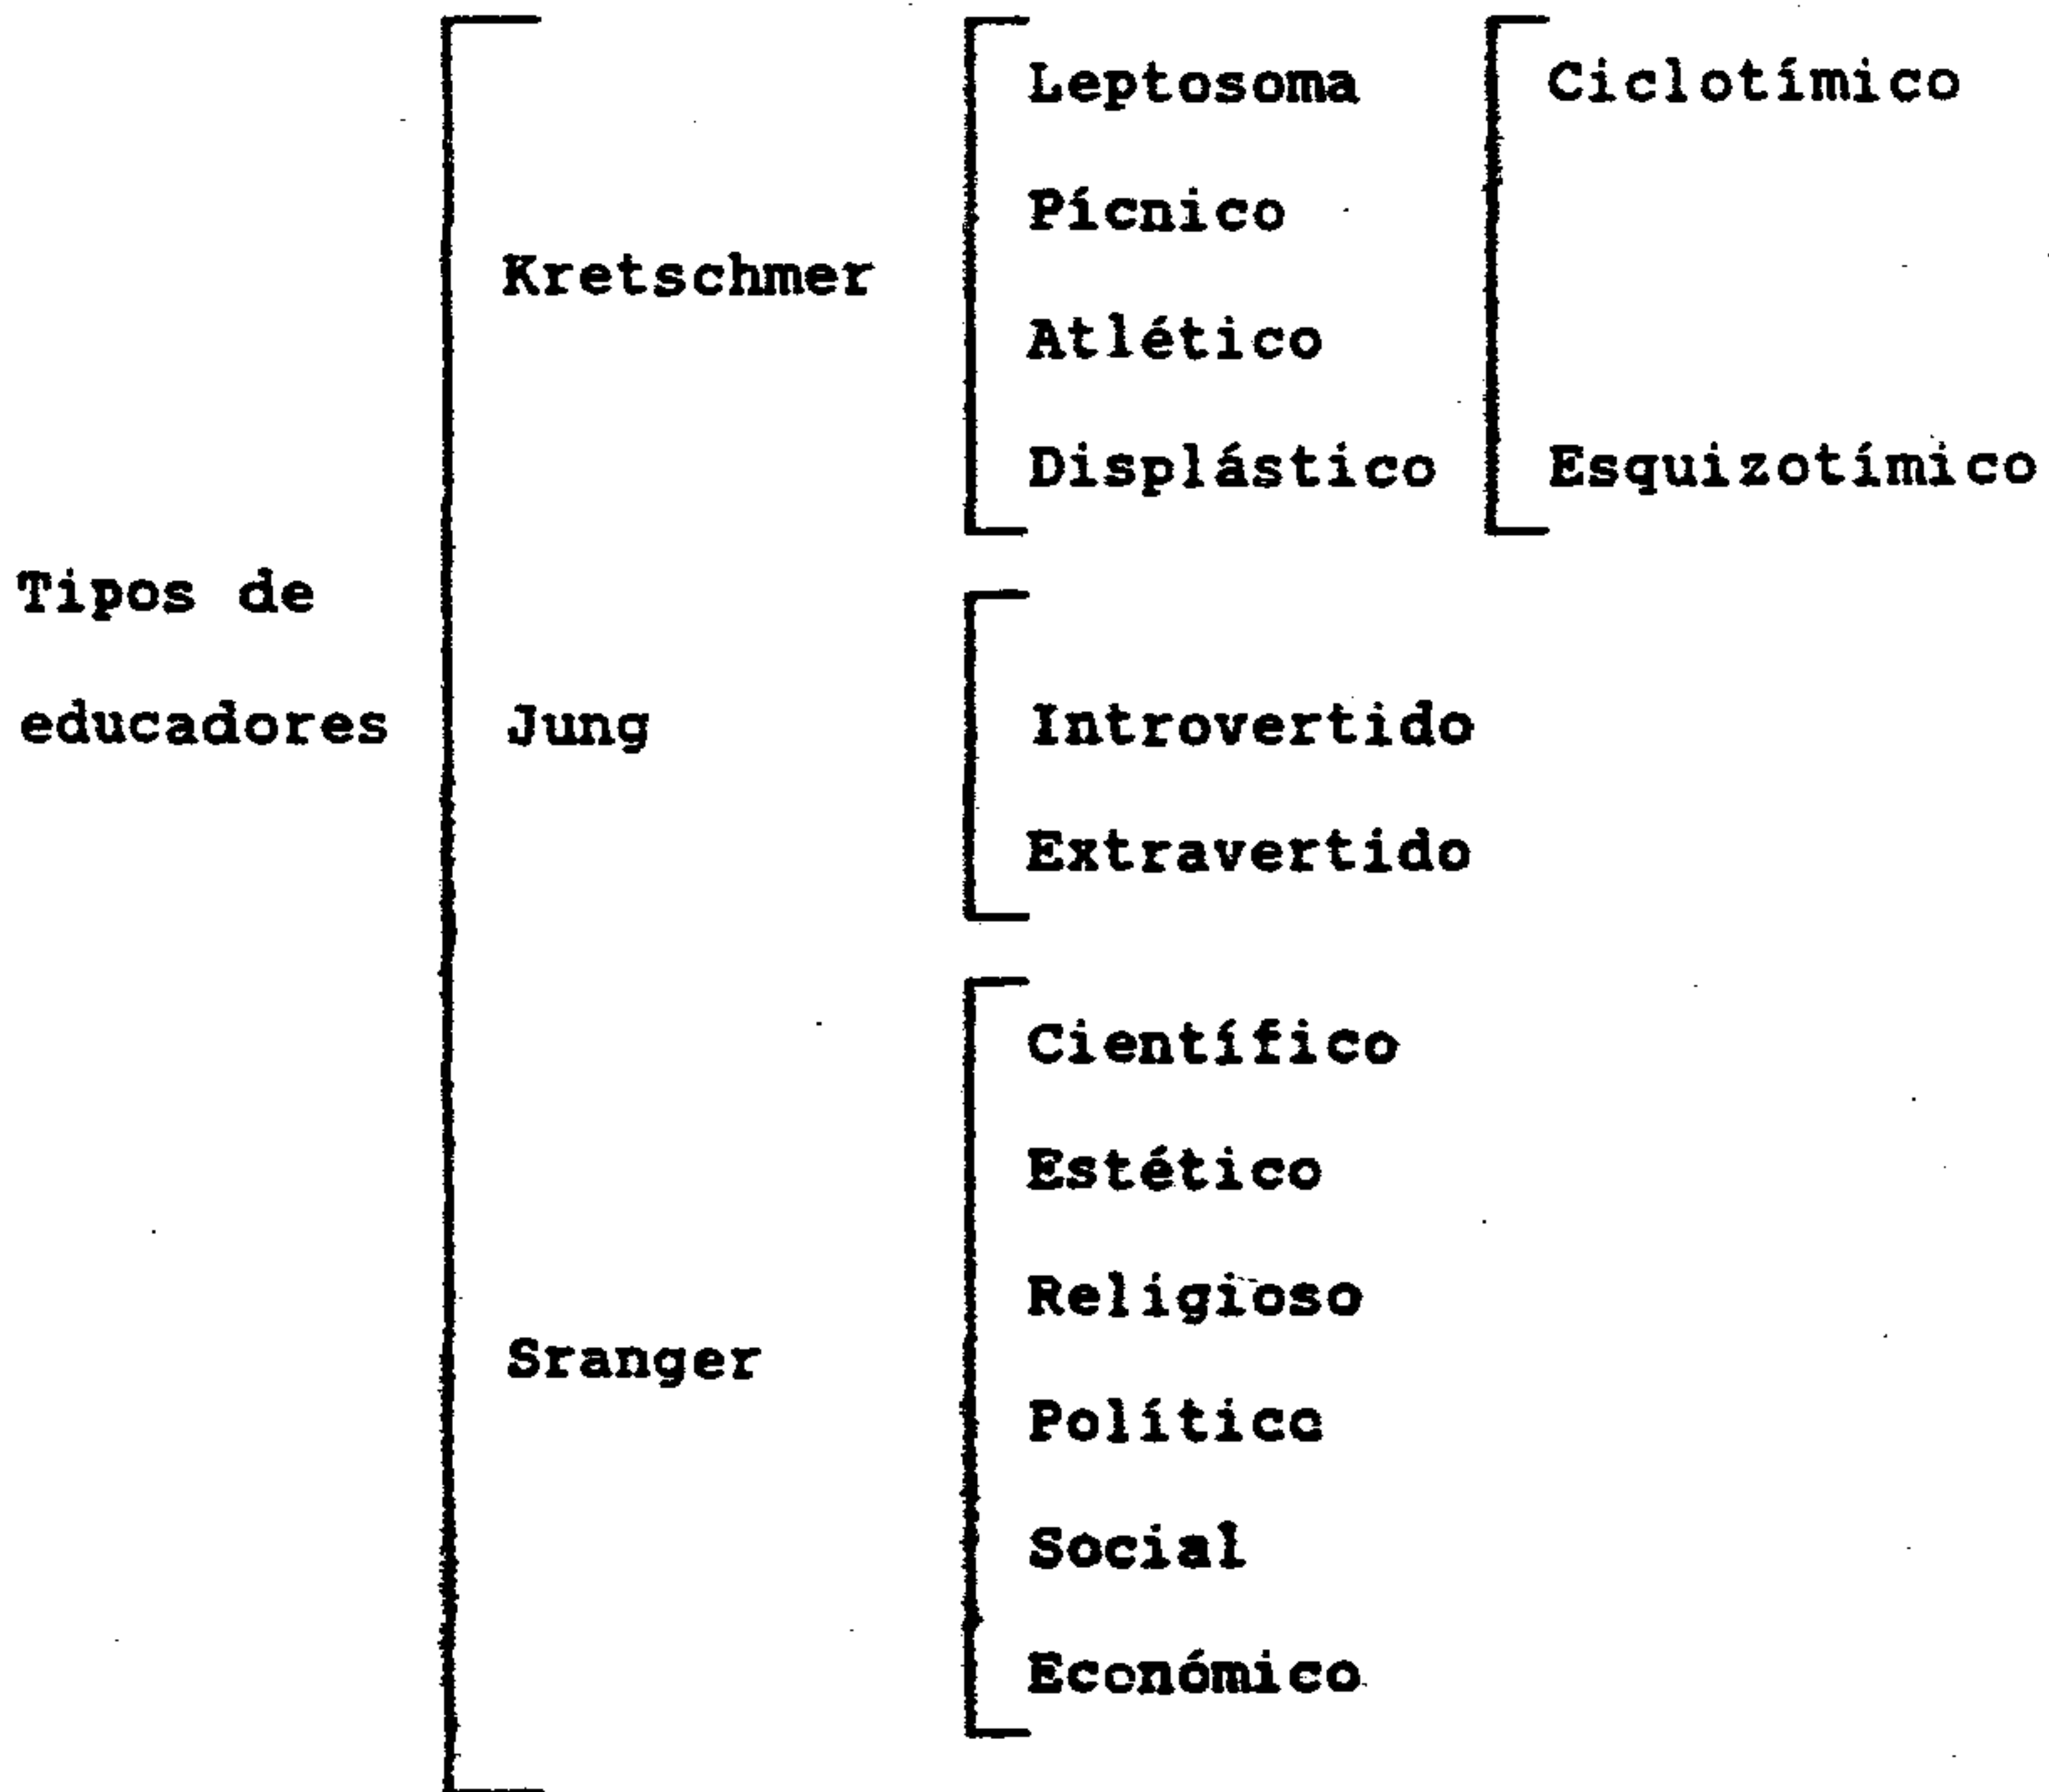 Tipos de
educadores
Kretschmer
Leptosoma
Pícnico
Atlético
Displástico
Ciclotímico
Esquizotímico
Jung
Introvertido
Extravertido
Sranger
Científico
Estético
Religioso
Político
Social
Económico